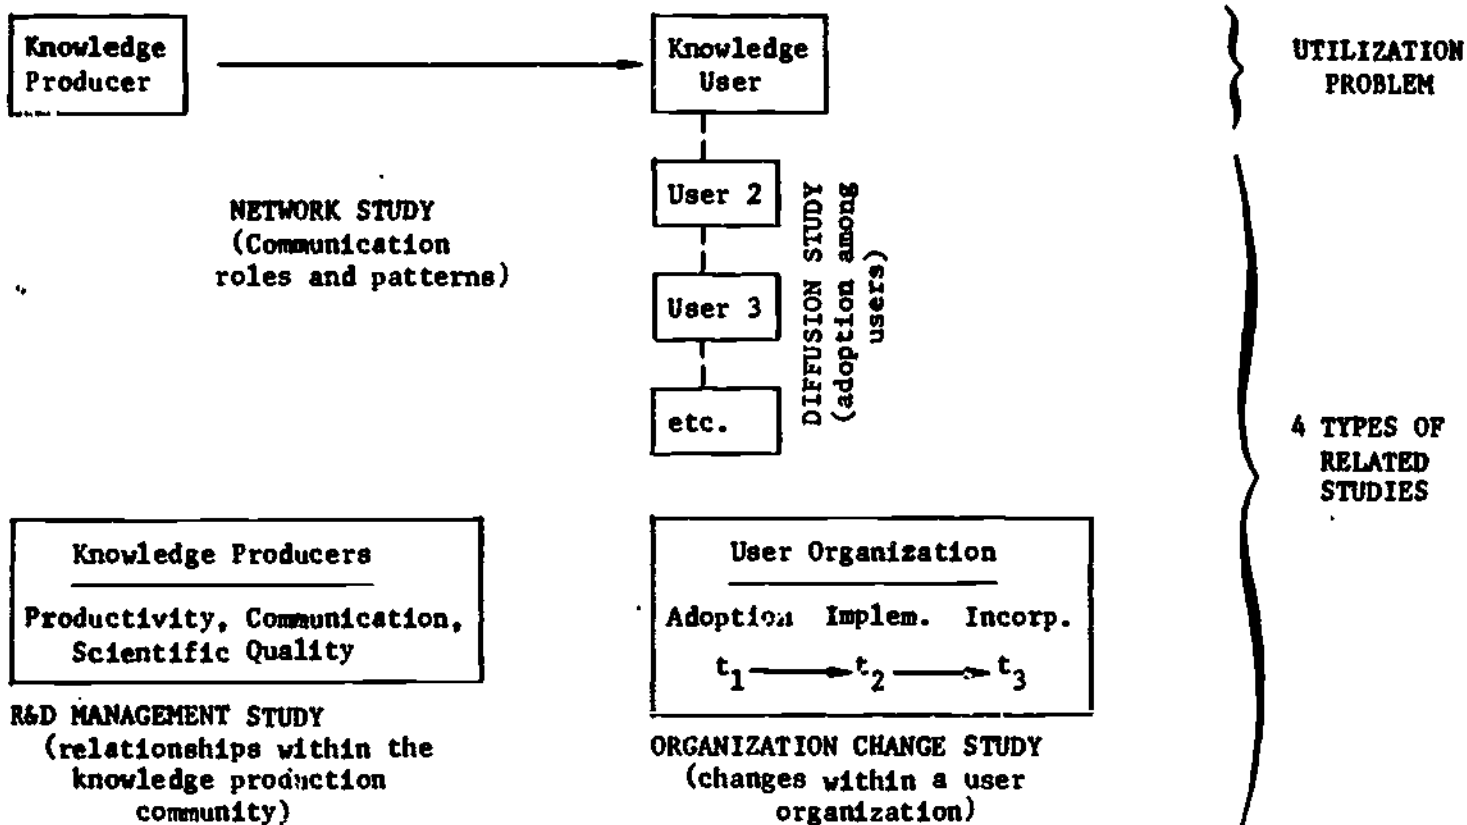 Knowledge
Producer
Knowledge
User
UTILIZATION
PROBLEM
NETWORK STUDY
(Communication
roles and patterns)
User 2
User 3
etc.
DIFFUSION STUDY
(adoption among
users)
4 TYPES OF
RELATED
STUDIES
Knowledge Producers
Productivity, Communication,
Scientific Quality
R&D MANAGEMENT STUDY
(relationships within the
knowledge production
community)
User Organization
Adoption Implem. Incorp.
t1 t2 t3
ORGANIZATION CHANGE STUDY
(changes within a user
organization)